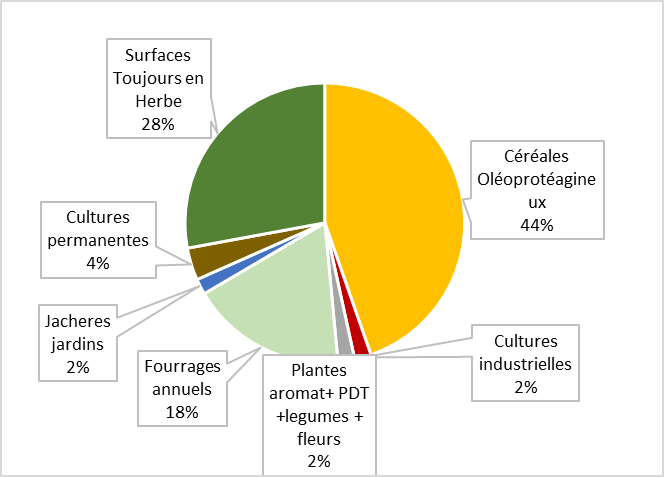 Surfaces
Toujours en
Herbe
28%
Céréales
Oléoprotéagine
ux
44%
Cultures
permanentes
4%
Jacheres
jardins
2%
Fourrages
annuels
18%
Plantes
aromat+ PDT
+legumes +
fleurs
2%
Cultures
industrielles
2%